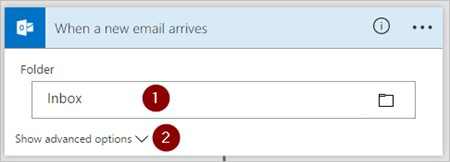 When a new email arrives
Folder
Inbox 1
Show advanced options 2